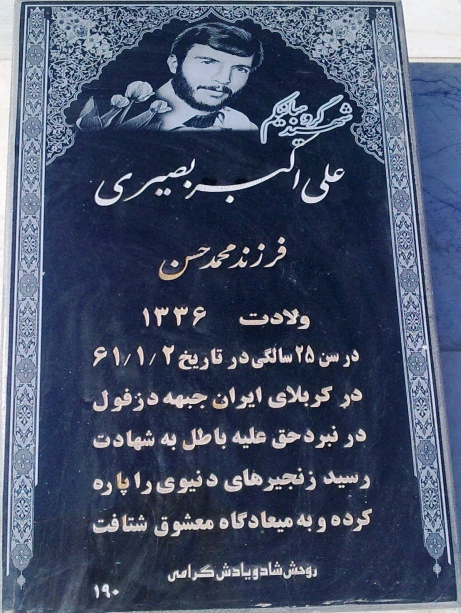 شهید گروهبان یکم
علی اکبر بصیری
فرزند محمد حسن
ولادت ۱۳۳۶
در سن ۲۵ سالگی در تاریخ ۶۱/۱/۲
در کربلای ایران جبهه دزفول
در نبرد حق علیه باطل به شهادت
رسید زنجیرهای دنیوی را پاره
کرده و به میعادگاه معشوق شتافت
روحش شاد و یادش گرامی
۱۹۰